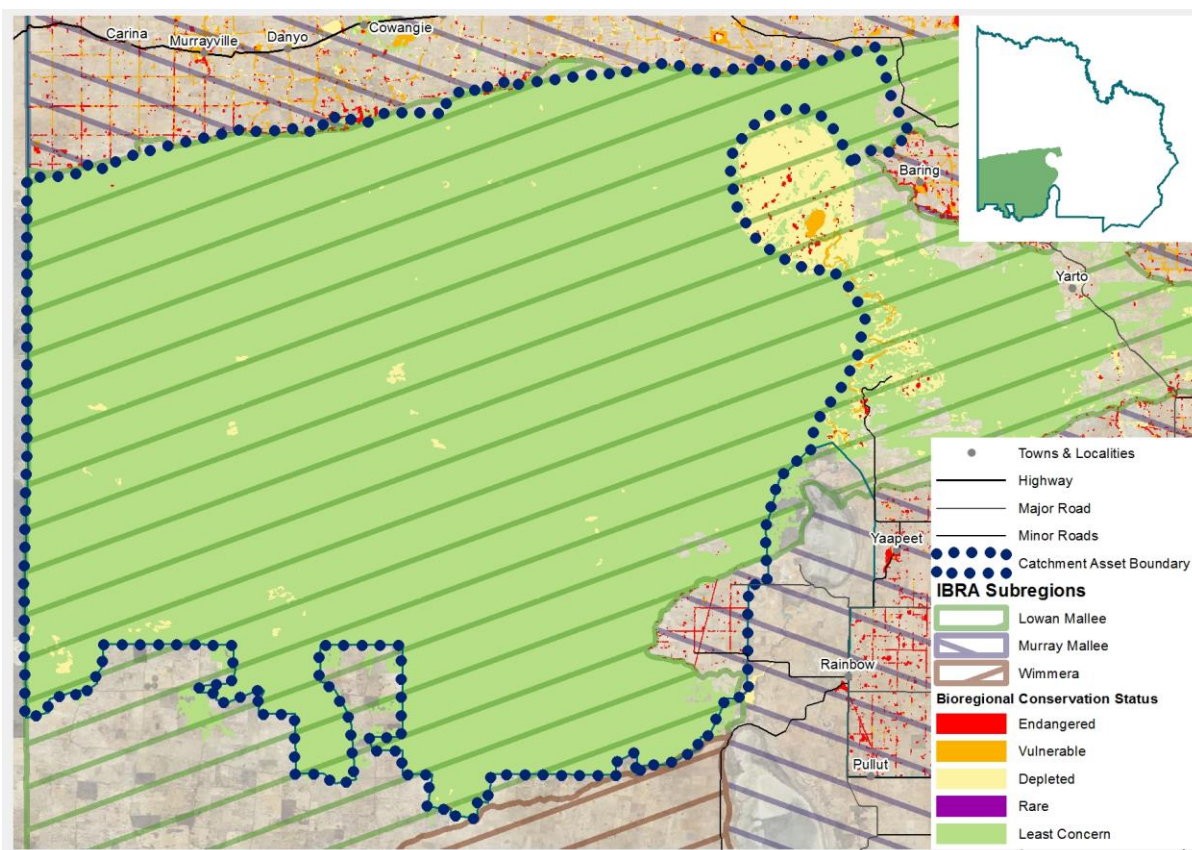 Carina
Murrayville
Danyo
Cowangie
Baring
Yarto
Yaapeet
Rainbow
Pullut
Towns & Localities
Highway
Major Road
Minor Roads
Catchment Asset Boundary
IBRA Subregions
Lowan Mallee
Murray Mallee
Wimmera
Bioregional Conservation Status
Endangered
Vulnerable
Depleted
Rare
Least Concern